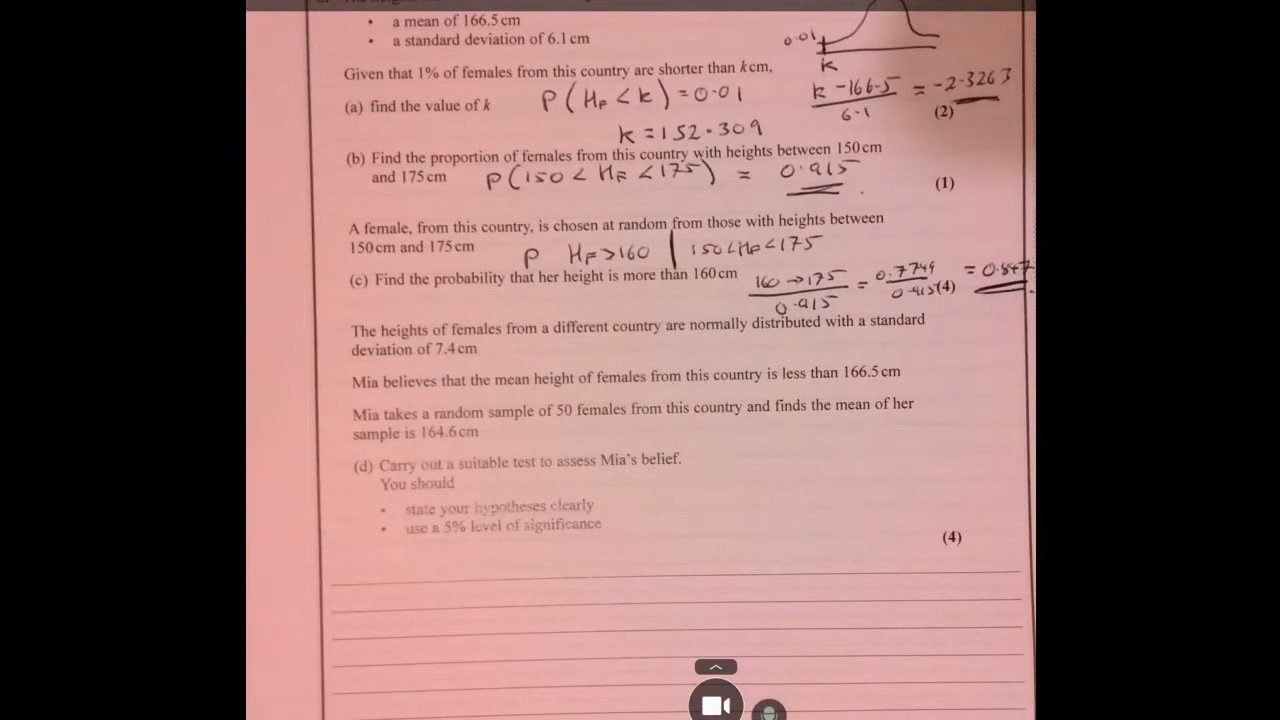 • a mean of 166.5 cm
• a standard deviation of 6.1 cm
0.01
k
Given that 1% of females from this country are shorter than k cm,
k - 166.5 = -2.3263
6.1
(a) find the value of k P(HF < k) = 0.01
(2)
k = 152.309
(b) Find the proportion of females from this country with heights between 150 cm
and 175 cm P(150 < HF < 175) = 0.915
(1)
A female, from this country, is chosen at random from those with heights between
150 cm and 175 cm P HF > 160 | 150 < HF < 175
(c) Find the probability that her height is more than 160 cm
160 → 175 = 0.7749 = 0.847
0.915 0.915 (4)
The heights of females from a different country are normally distributed with a standard
deviation of 7.4 cm
Mia believes that the mean height of females from this country is less than 166.5 cm
Mia takes a random sample of 50 females from this country and finds the mean of her
sample is 164.6 cm
(d) Carry out a suitable test to assess Mia's belief.
You should
• state your hypotheses clearly
• use a 5% level of significance
(4)